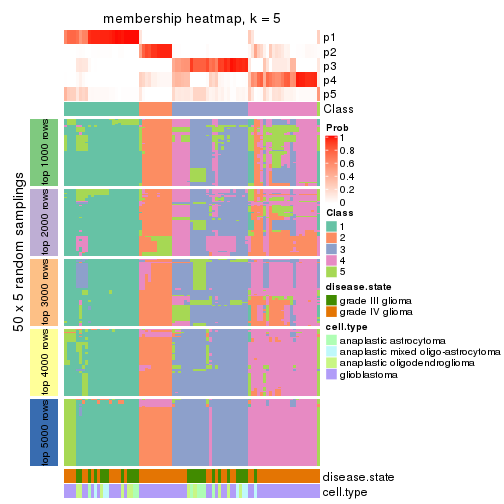 membership heatmap, k = 5
p1
p2
p3
p4
p5
Class
50 x 5 random samplings
top 1000 rows
top 2000 rows
top 3000 rows
top 4000 rows
top 5000 rows
disease.state
cell.type
Prob
1
0.8
0.6
0.4
0.2
0
Class
1
2
3
4
5
disease.state
grade III glioma
grade IV glioma
cell.type
anaplastic astrocytoma
anaplastic mixed oligo-astrocytoma
anaplastic oligodendroglioma
glioblastoma